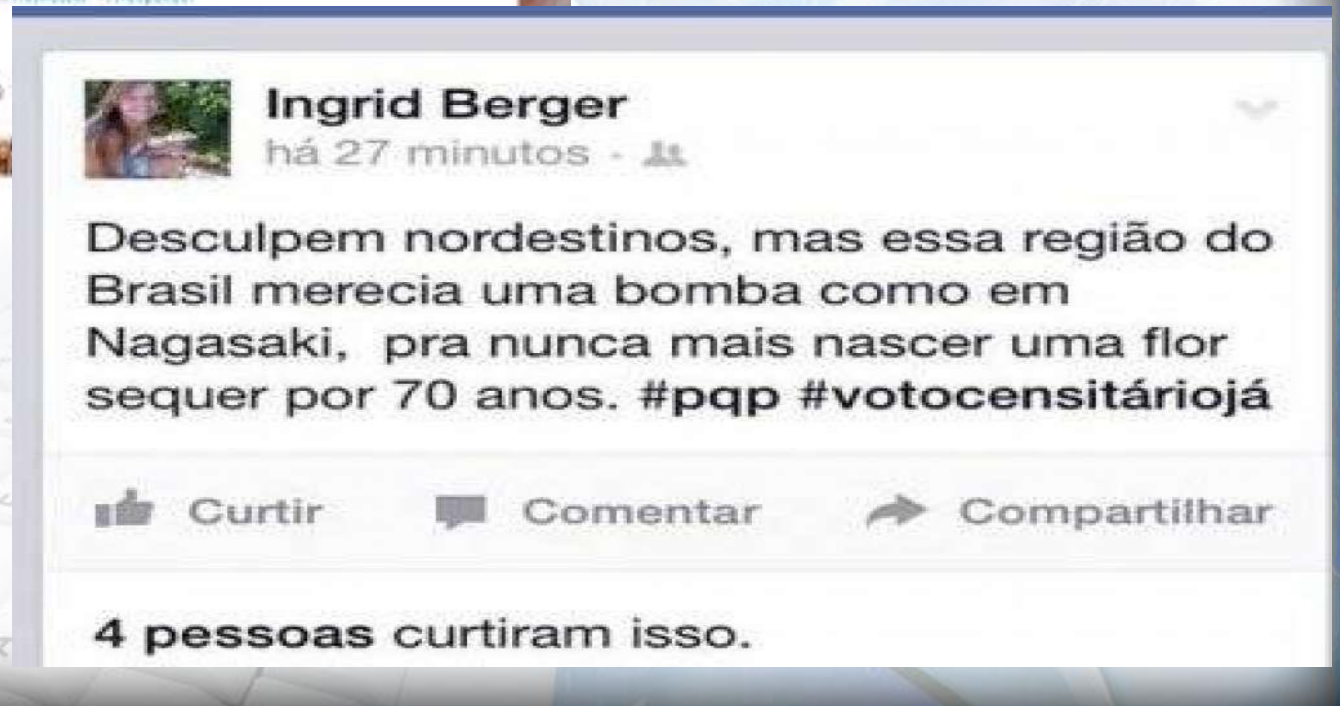 Ingrid Berger
há 27 minutos ·
Desculpem nordestinos, mas essa região do
Brasil merecia uma bomba como em
Nagasaki, pra nunca mais nascer uma flor
sequer por 70 anos. #pqp #votocensitáriojá
Curtir Comentar Compartilhar
4 pessoas curtiram isso.